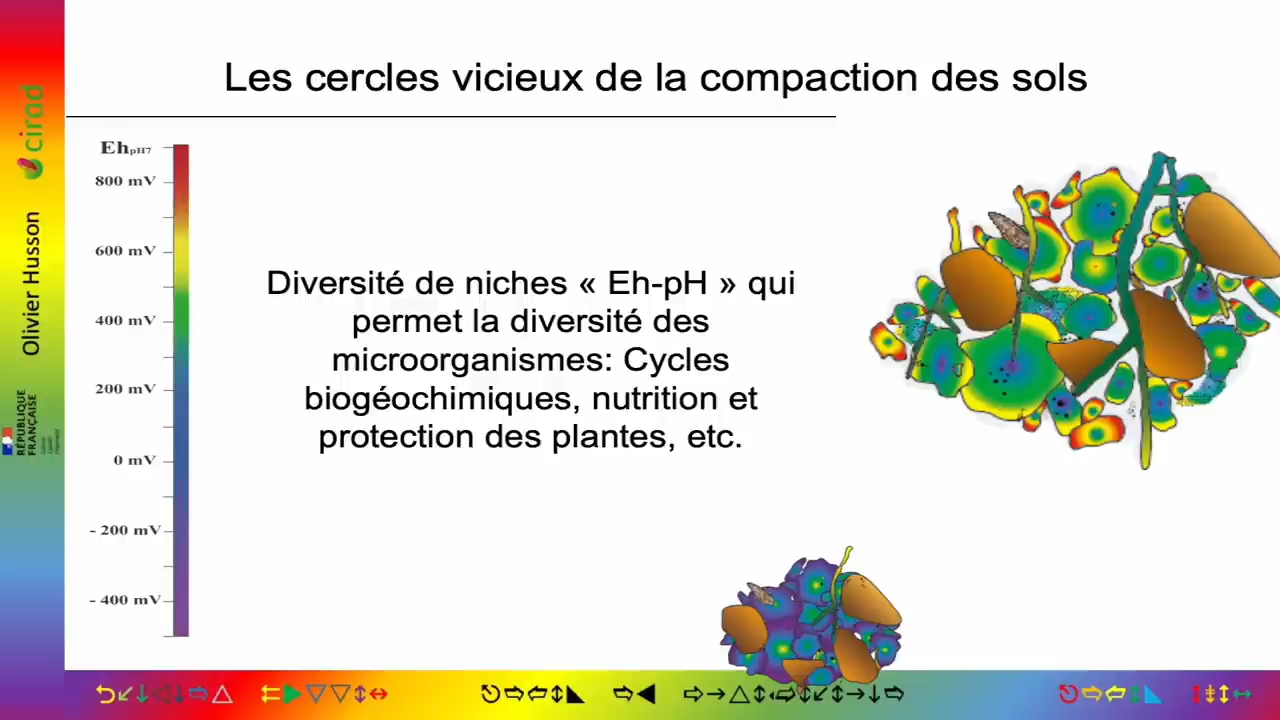 Les cercles vicieux de la compaction des sols
cirad
Olivier Husson
RÉPUBLIQUE
FRANÇAISE
Eh pH7
800 mV
600 mV
400 mV
200 mV
0 mV
- 200 mV
- 400 mV
Diversité de niches « Eh-pH » qui
permet la diversité des
microorganismes: Cycles
biogéochimiques, nutrition et
protection des plantes, etc.